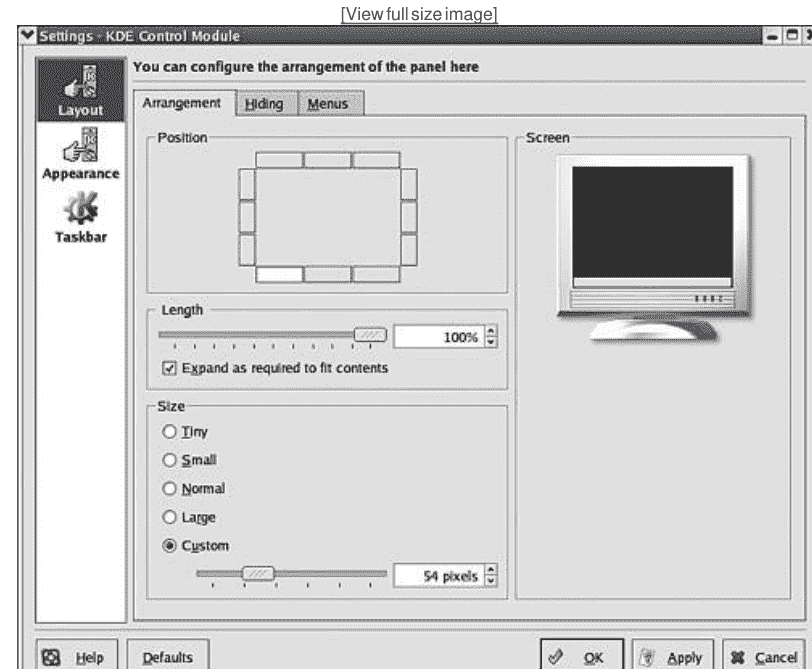 [View full size image]
Settings - KDE Control Module
You can configure the arrangement of the panel here
Layout
Appearance
Taskbar
Arrangement
Hiding
Menus
Position
Screen
Length
100%
Expand as required to fit contents
Size
Tiny
Small
Normal
Large
Custom
54 pixels
Help
Defaults
OK
Apply
Cancel